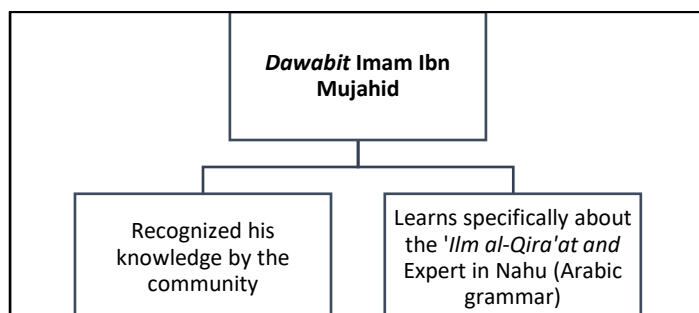 Dawabit Imam Ibn
Mujahid
Recognized his
knowledge by the
community
Learns specifically about
the 'Ilm al-Qira'at and
Expert in Nahu (Arabic
grammar)